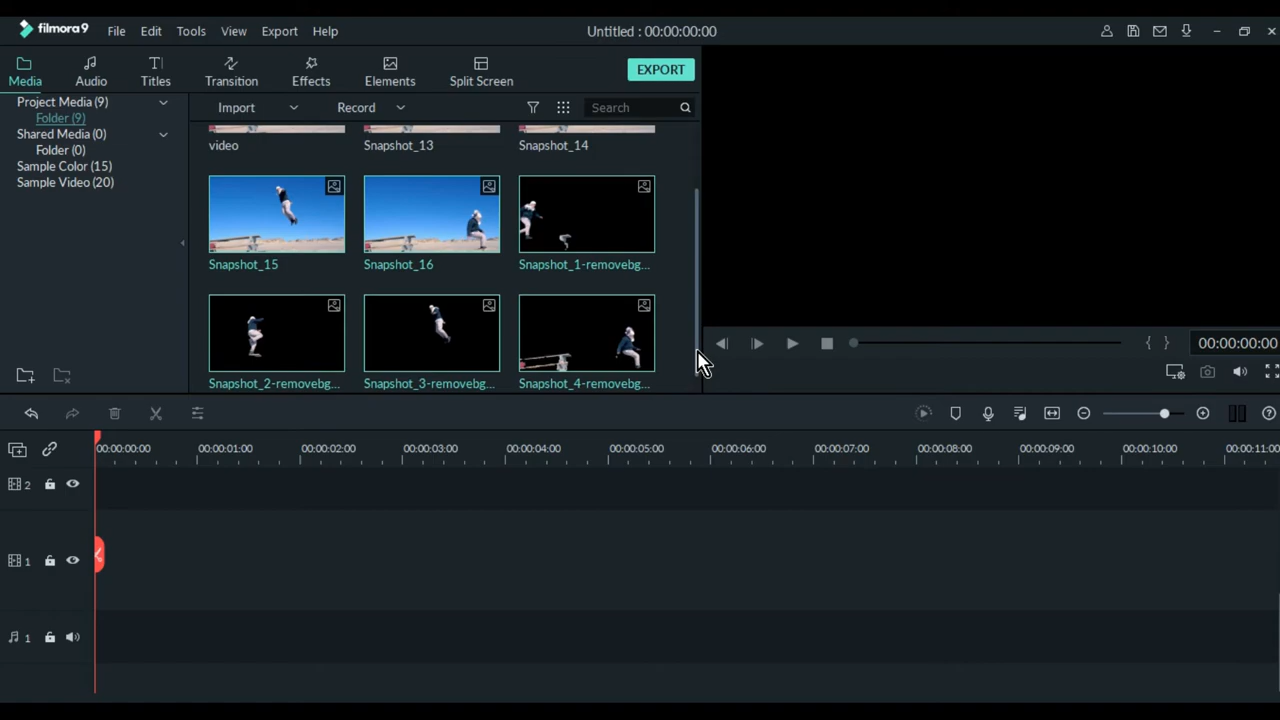 filmora9 File Edit Tools View Export Help Untitled : 00:00:00:00
Media Audio Titles Transition Effects Elements Split Screen EXPORT
Project Media (9)
Folder (9)
Shared Media (0)
Folder (0)
Sample Color (15)
Sample Video (20)
Import Record Search
video Snapshot_13 Snapshot_14
Snapshot_15 Snapshot_16 Snapshot_1-removebg...
Snapshot_2-removebg... Snapshot_3-removebg... Snapshot_4-removebg...
{ } 00:00:00:00
00:00:00:00 00:00:01:00 00:00:02:00 00:00:03:00 00:00:04:00 00:00:05:00 00:00:06:00 00:00:07:00 00:00:08:00 00:00:09:00 00:00:10:00 00:00:11:00
2
1
1